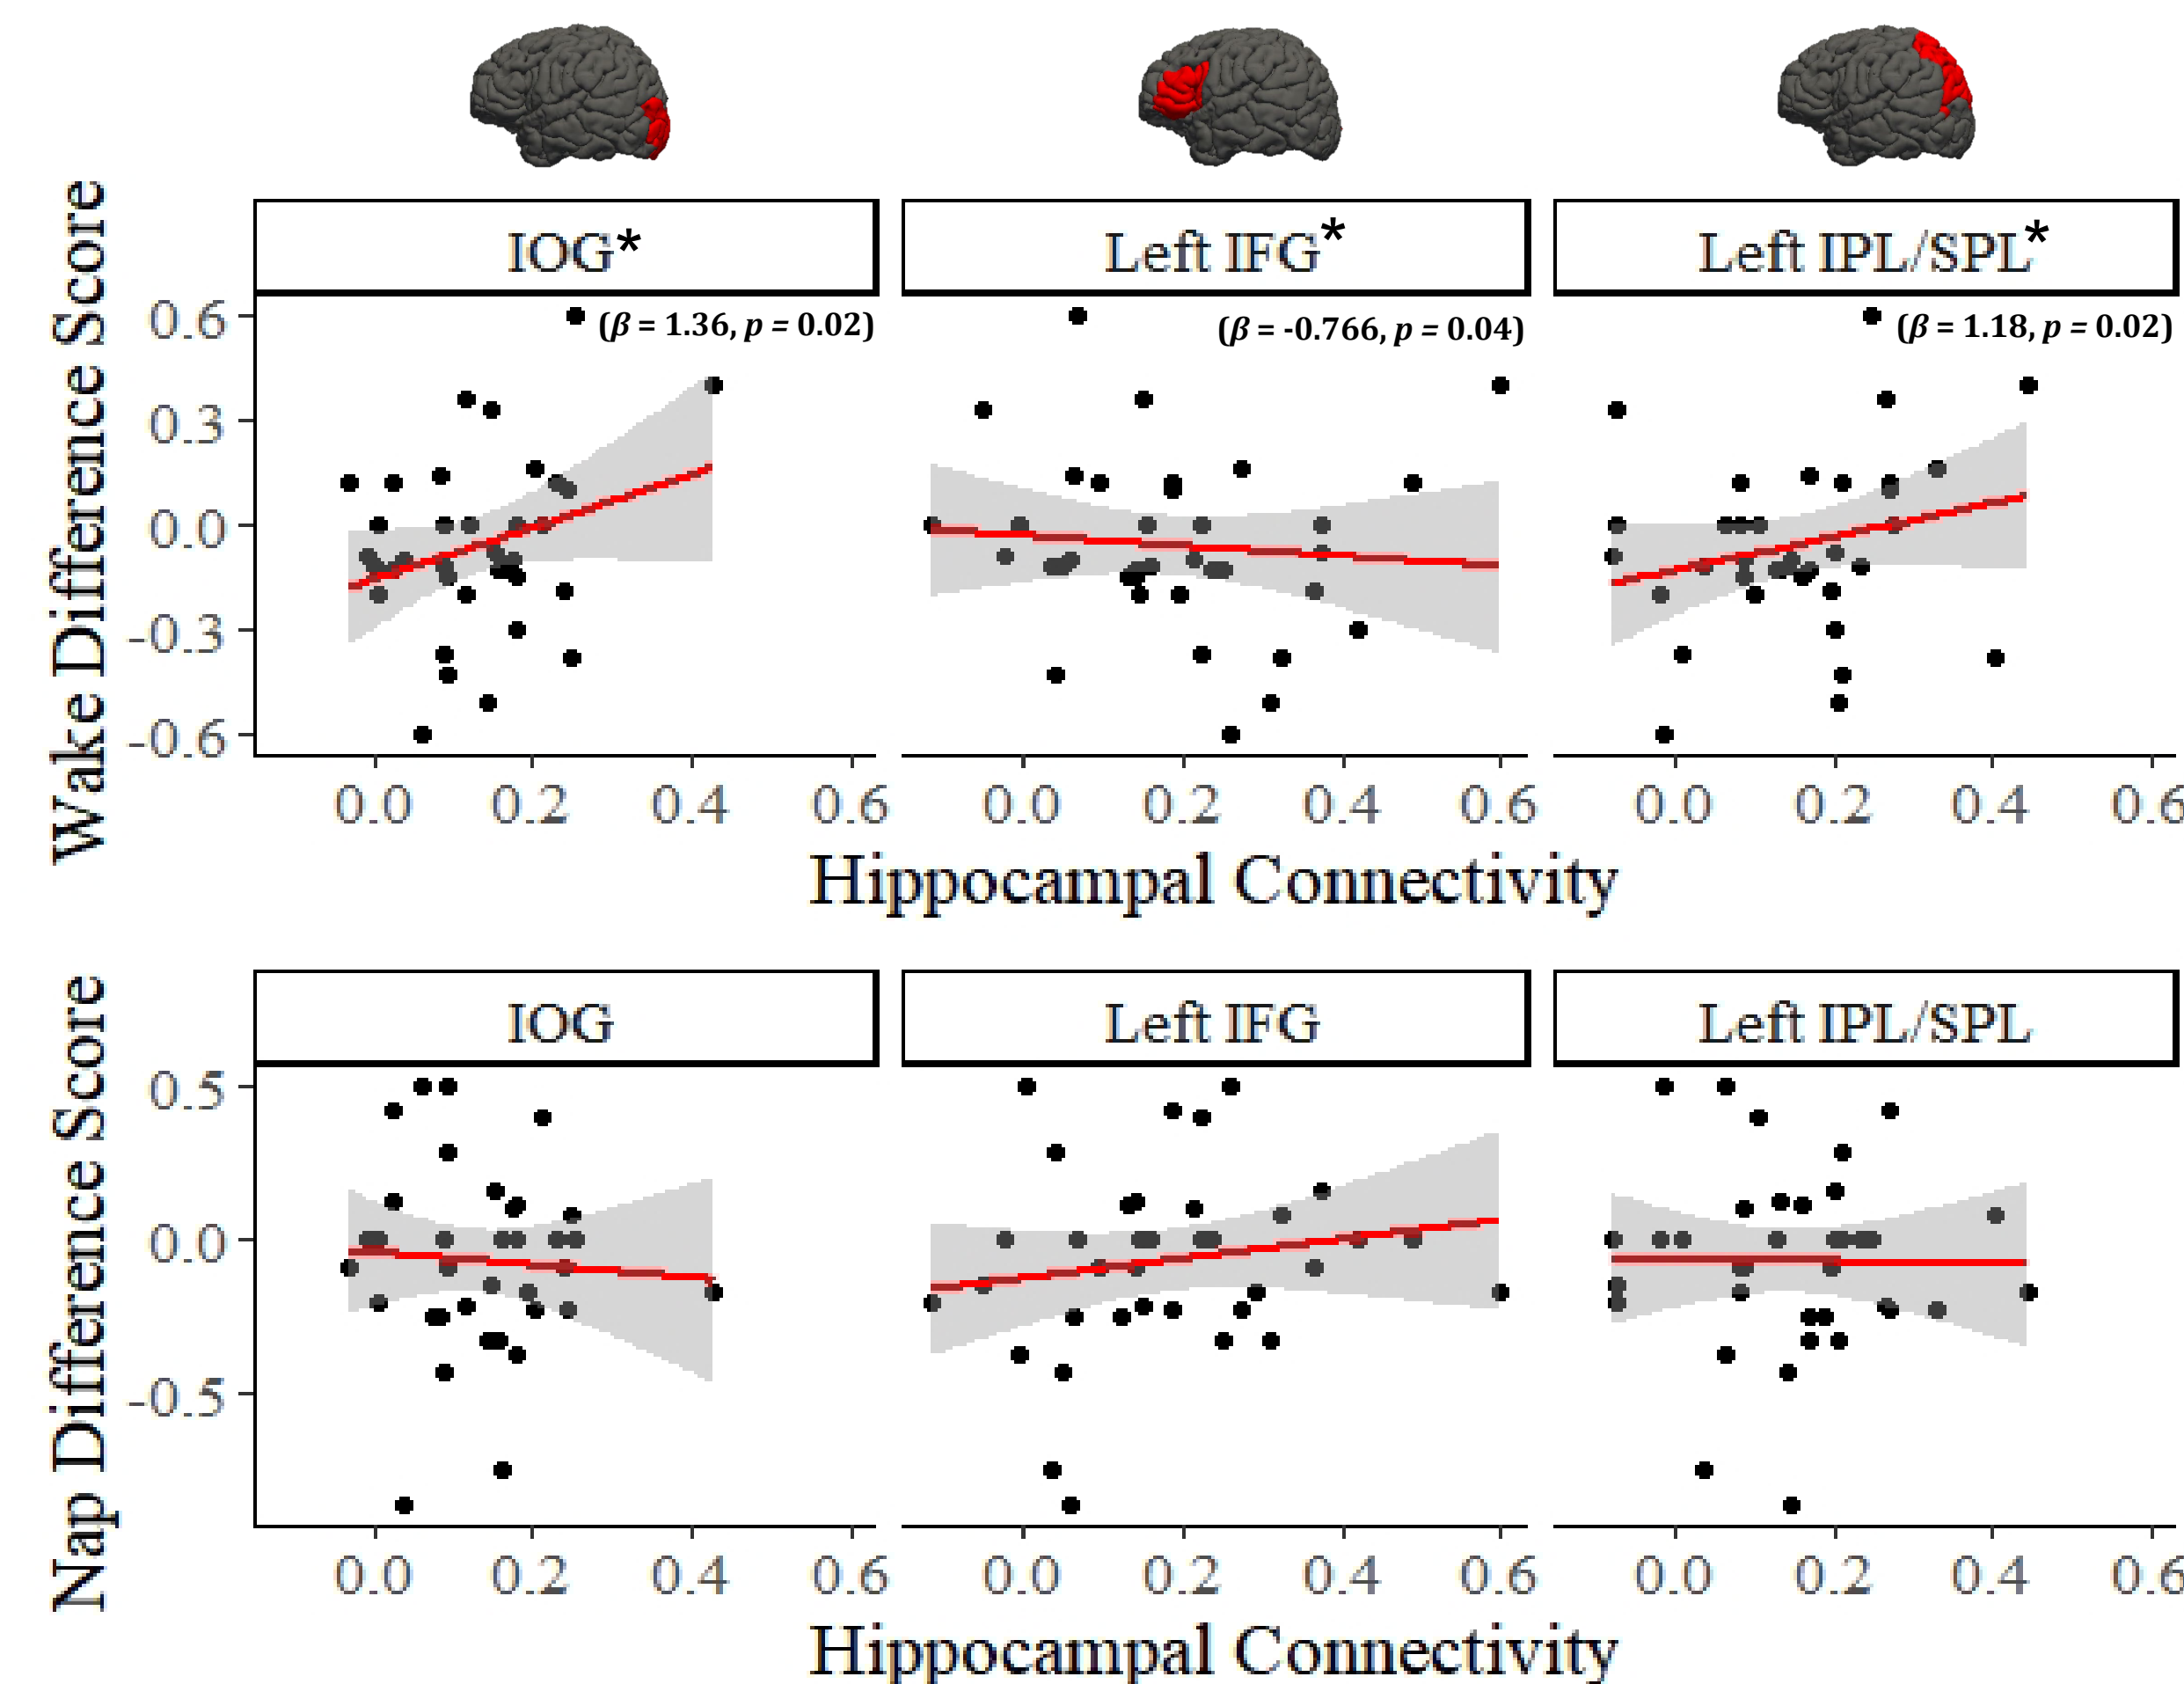 Wake Difference Score
IOG* Left IFG* Left IPL/SPL*
(β = 1.36, p = 0.02) (β = -0.766, p = 0.04) (β = 1.18, p = 0.02)
0.6
0.3
0.0
-0.3
-0.6
0.0 0.2 0.4 0.6 0.0 0.2 0.4 0.6 0.0 0.2 0.4 0.6
Hippocampal Connectivity
Nap Difference Score
IOG Left IFG Left IPL/SPL
0.5
0.0
-0.5
0.0 0.2 0.4 0.6 0.0 0.2 0.4 0.6 0.0 0.2 0.4 0.6
Hippocampal Connectivity